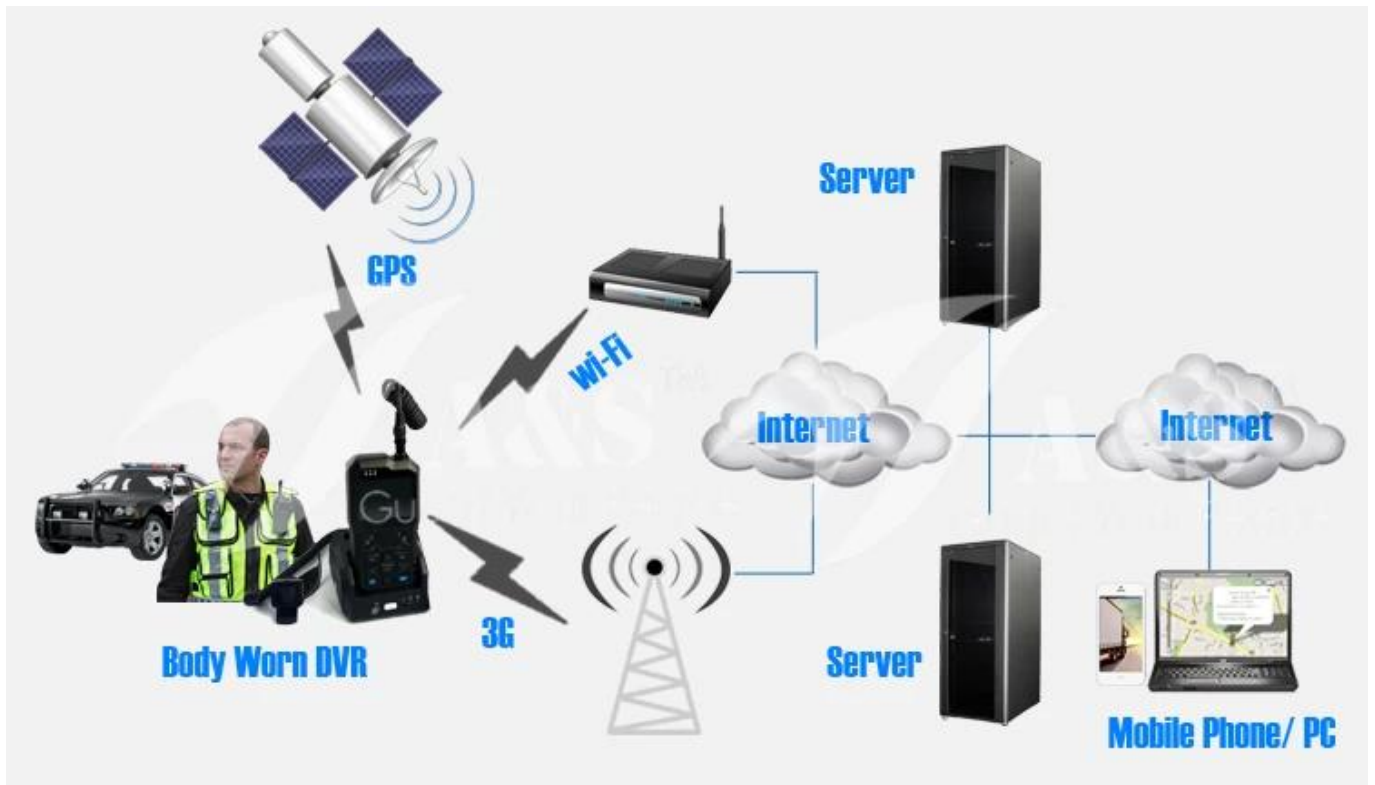 Server
GPS
Wi-Fi
Internet
Internet
3G
Body Worn DVR
Server
Mobile Phone/ PC